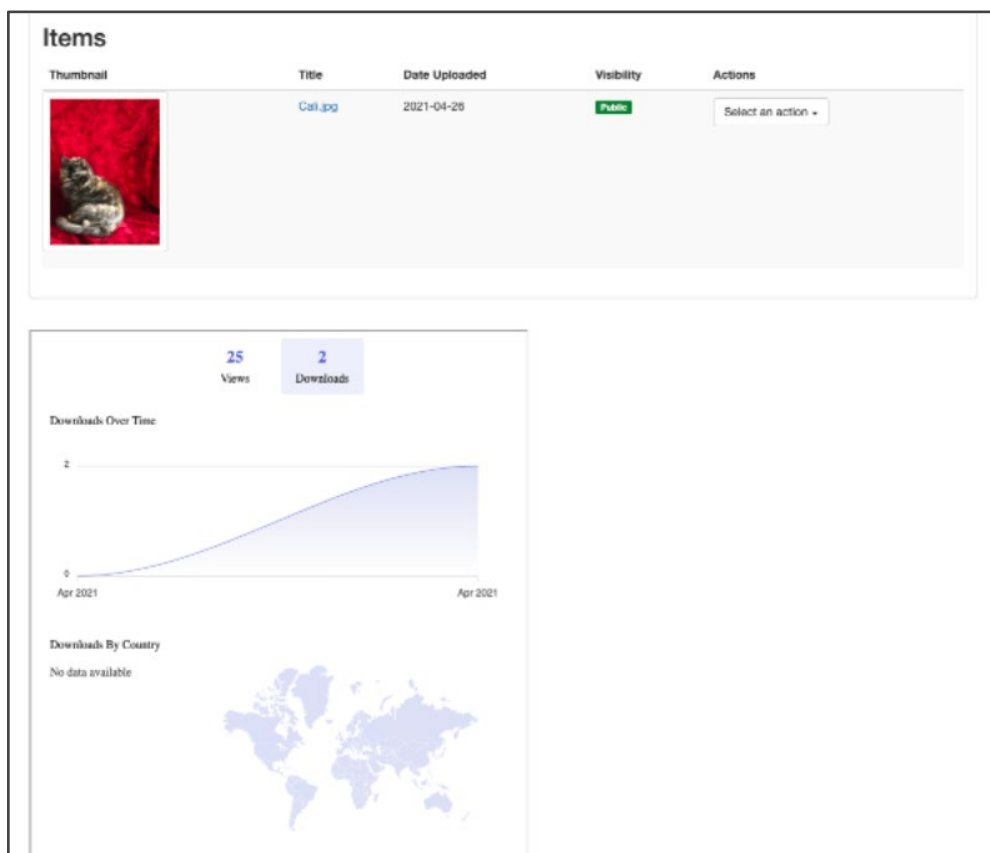 Items
Thumbnail Title Date Uploaded Visibility Actions
Cali.jpg 2021-04-26 Public Select an action
25 2
Views Downloads
Downloads Over Time
2
0
Apr 2021 Apr 2021
Downloads By Country
No data available